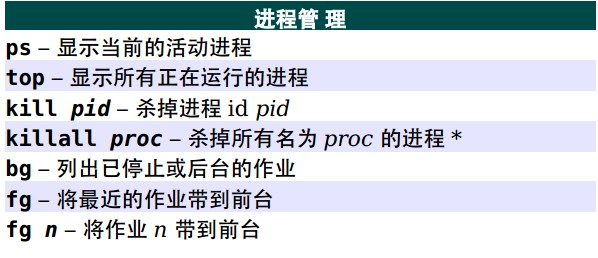 进程管 理
ps – 显示当前的活动进程
top – 显示所有正在运行的进程
kill pid – 杀掉进程 id pid
killall proc – 杀掉所有名为 proc 的进程 *
bg – 列出已停止或后台的作业
fg – 将最近的作业带到前台
fg n – 将作业 n 带到前台